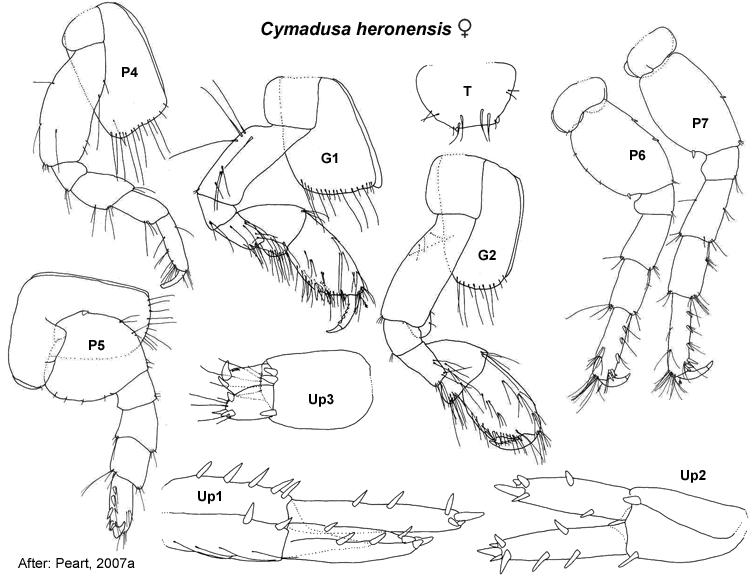 Cymadusa heronensis ♀
P4
T
P7
G1
P6
G2
P5
Up3
Up1
Up2
After: Peart, 2007a